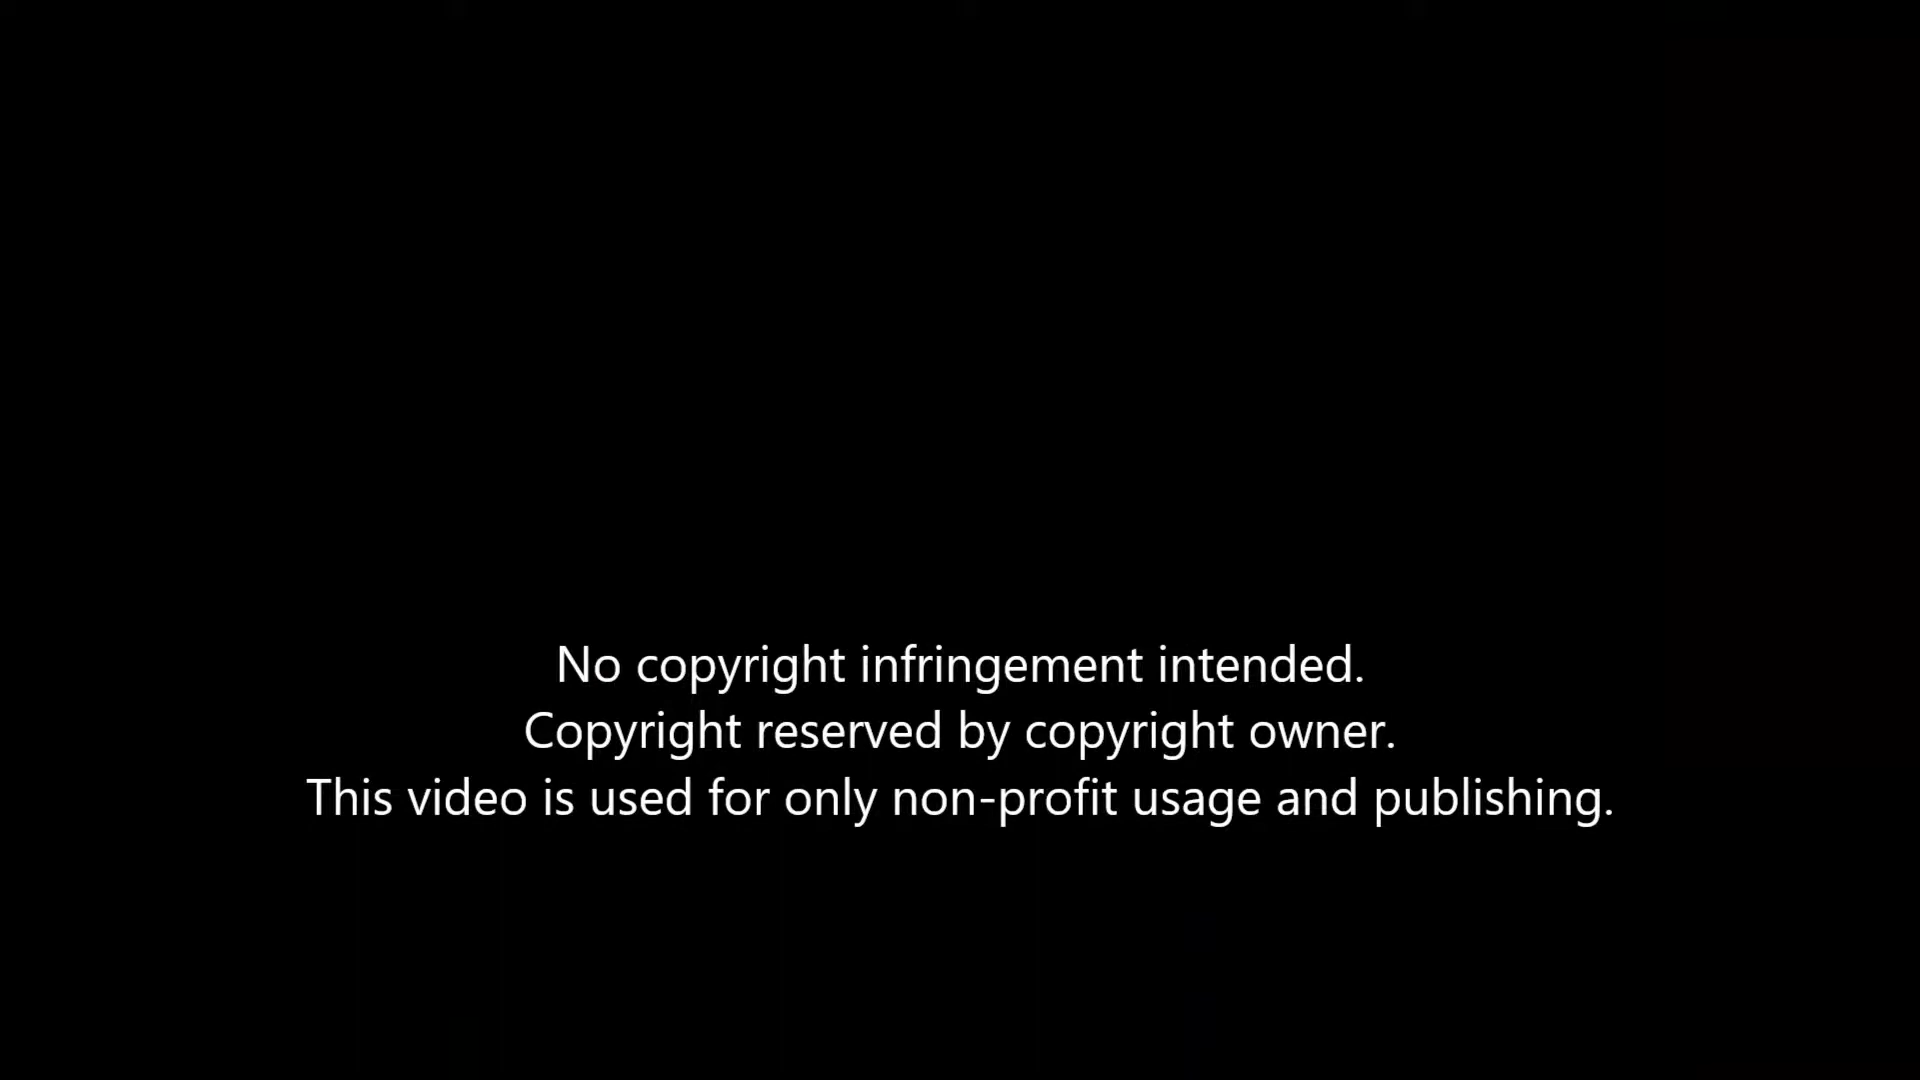 No copyright infringement intended.
Copyright reserved by copyright owner.
This video is used for only non-profit usage and publishing.